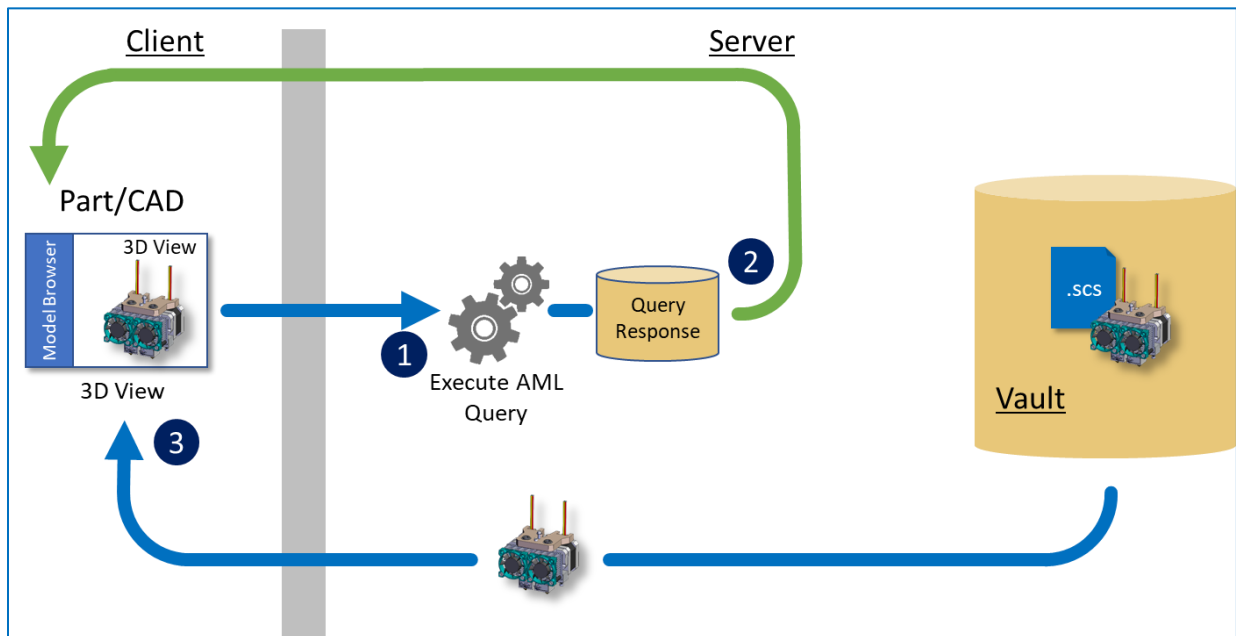 Client
Server
Part/CAD
Model Browser
3D View
3D View
1
Execute AML
Query
Query
Response
2
3
.scs
Vault